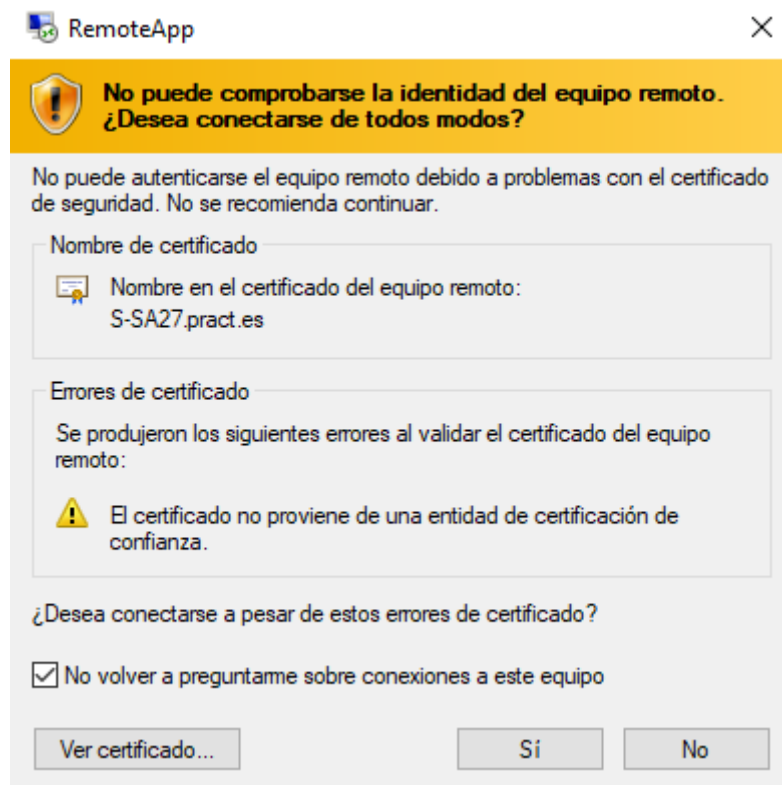 RemoteApp
No puede comprobarse la identidad del equipo remoto.
¿Desea conectarse de todos modos?
No puede autenticarse el equipo remoto debido a problemas con el certificado
de seguridad. No se recomienda continuar.
Nombre de certificado
Nombre en el certificado del equipo remoto:
S-SA27.pract.es
Errores de certificado
Se produjeron los siguientes errores al validar el certificado del equipo
remoto:
El certificado no proviene de una entidad de certificación de
confianza.
¿Desea conectarse a pesar de estos errores de certificado?
No volver a preguntarme sobre conexiones a este equipo
Ver certificado... Sí No